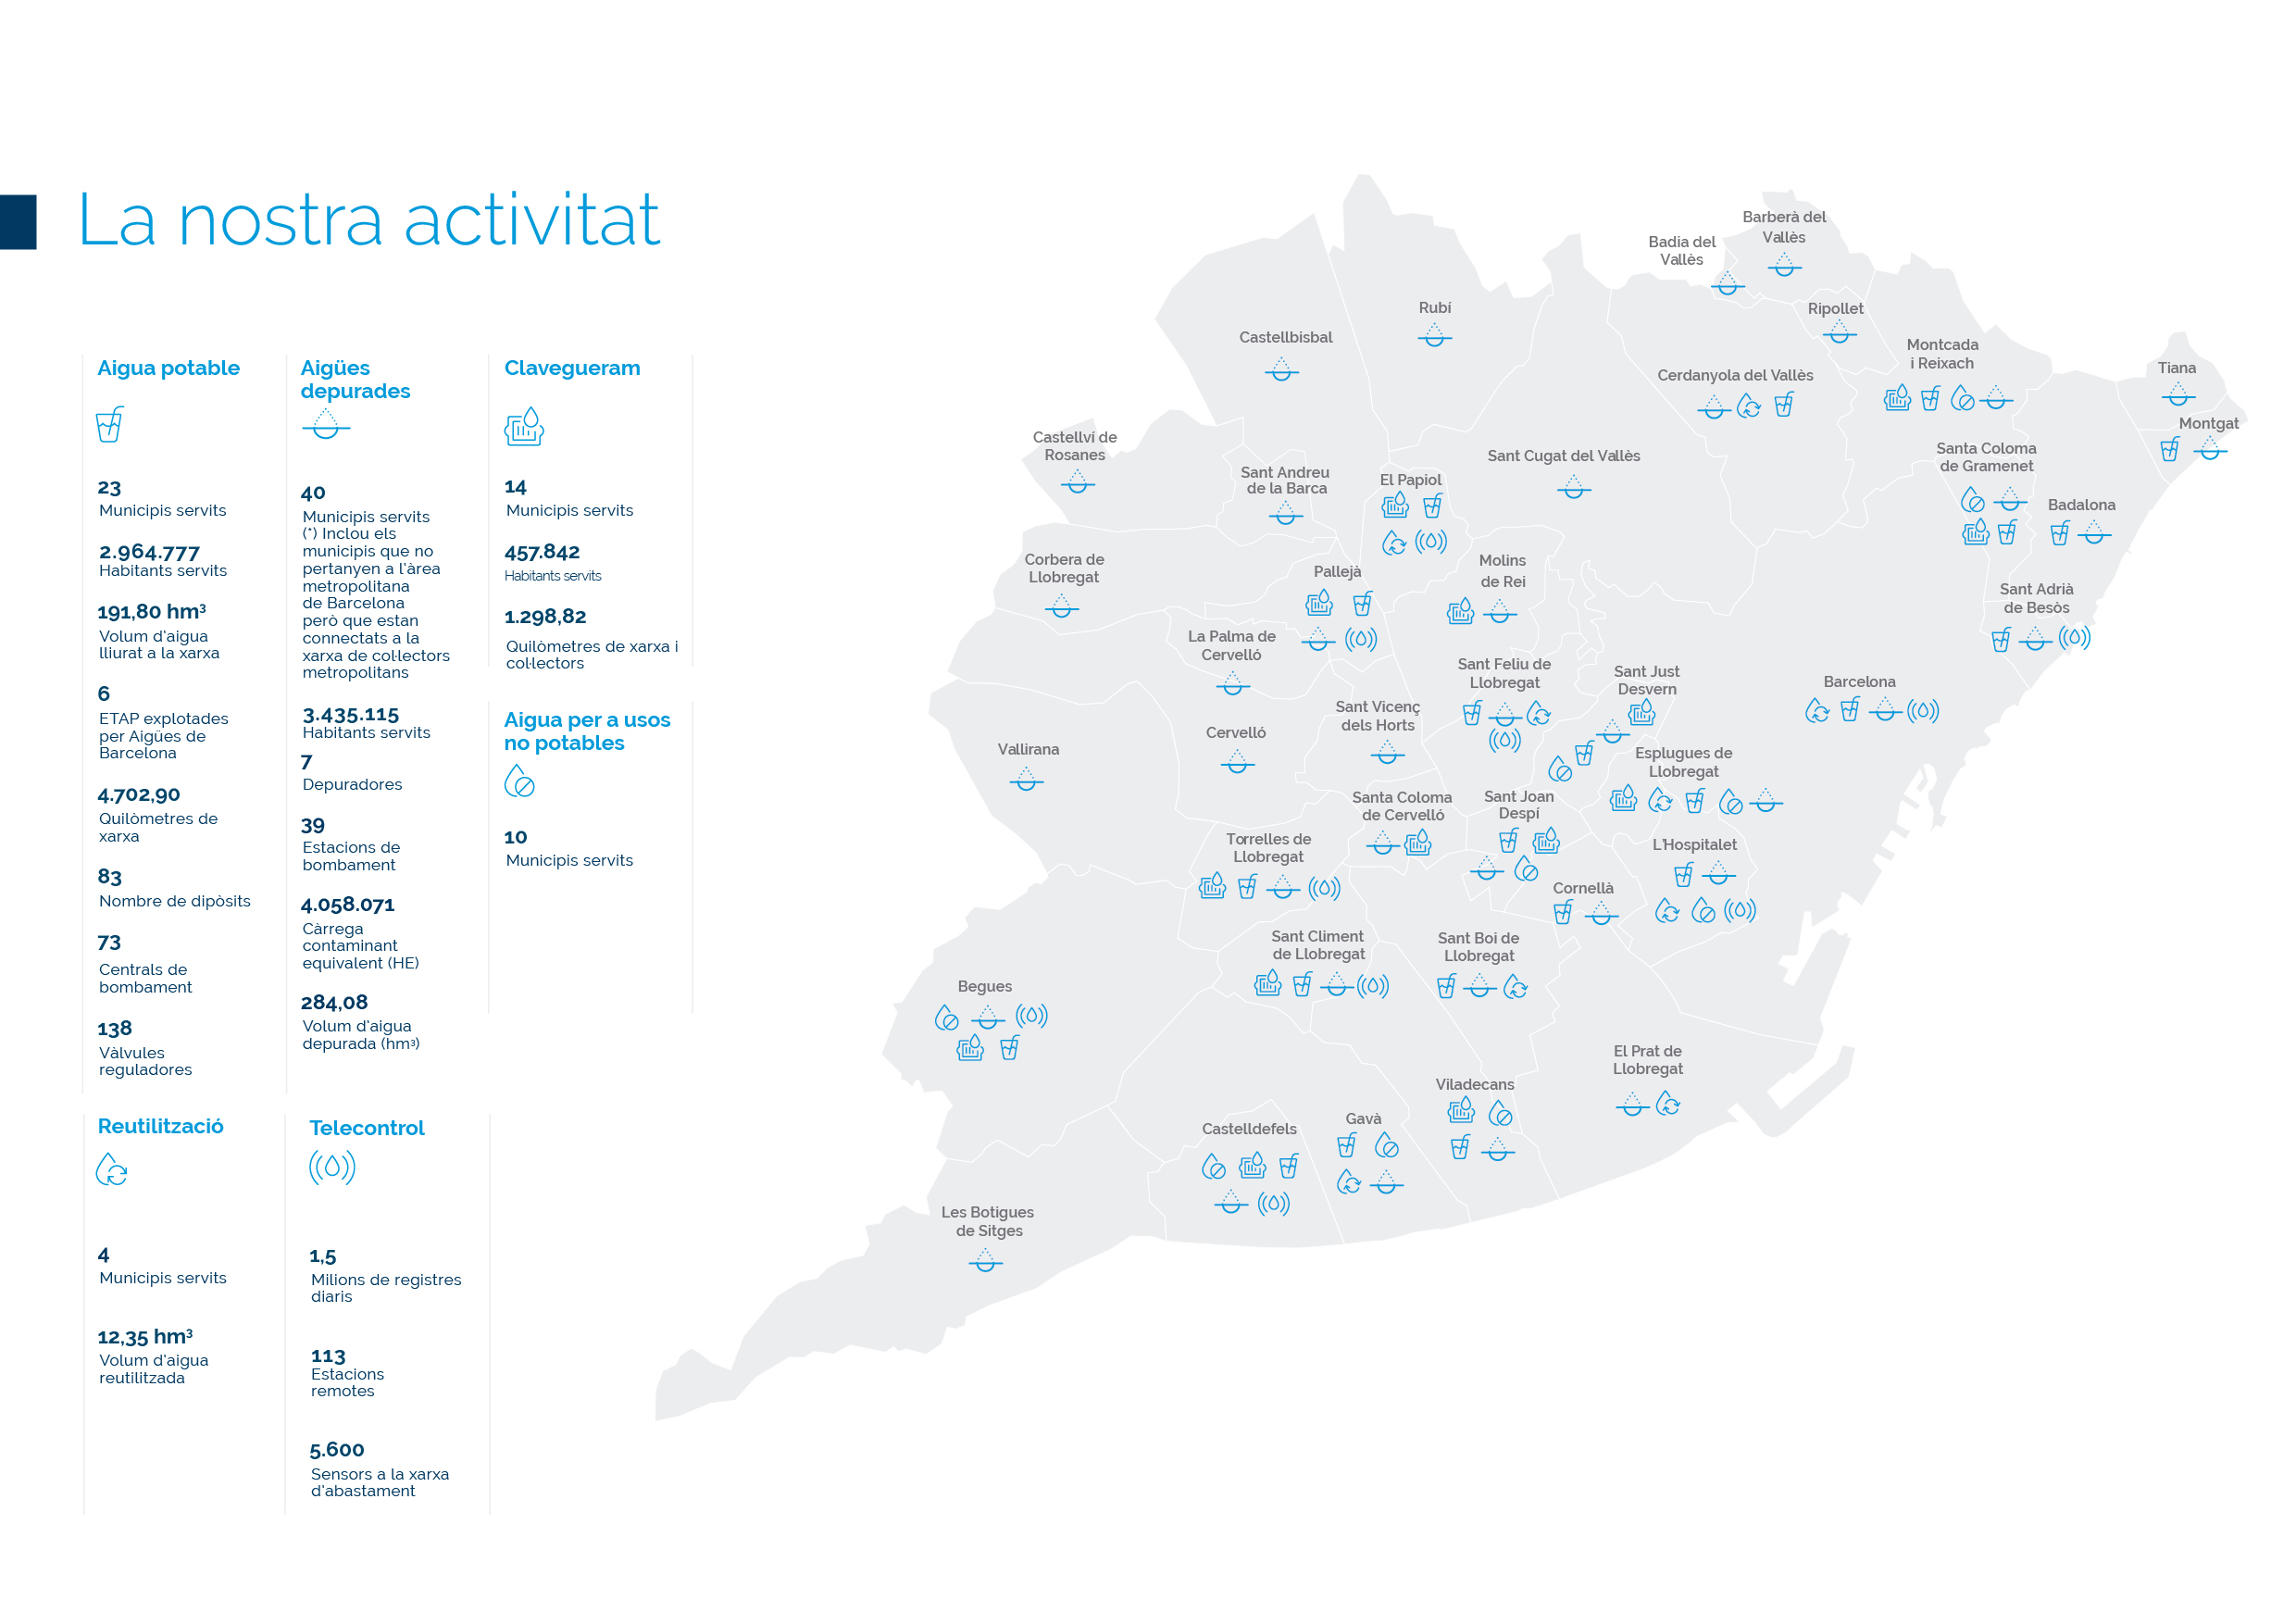 La nostra activitat
Aigua potable
23
Municipis servits
2.964.777
Habitants servits
191,80 hm³
Volum d'aigua
lliurat a la xarxa
6
ETAP explotades
per Aigües de
Barcelona
4.702,90
Quilòmetres de
xarxa
83
Nombre de dipòsits
73
Centrals de
bombament
138
Vàlvules
reguladores
Aigües
depurades
40
Municipis servits
(*) Inclou els
municipis que no
pertanyen a l'àrea
metropolitana
de Barcelona
però que estan
connectats a la
xarxa de col·lectors
metropolitans
3.435.115
Habitants servits
7
Depuradores
39
Estacions de
bombament
4.058.071
Càrrega
contaminant
equivalent (HE)
284,08
Volum d'aigua
depurada (hm³)
Clavegueram
14
Municipis servits
457.842
Habitants servits
1.298,82
Quilòmetres de xarxa i
col·lectors
Aigua per a usos
no potables
10
Municipis servits
Reutilització
4
Municipis servits
12,35 hm³
Volum d'aigua
reutilitzada
Telecontrol
1,5
Milions de registres
diaris
113
Estacions
remotes
5.600
Sensors a la xarxa
d'abastament
Barberà del
Vallès
Badia del
Vallès
Rubí
Ripollet
Castellbisbal
Montcada
i Reixach
Tiana
Cerdanyola del Vallès
Montgat
Castellví de
Rosanes
Sant Cugat del Vallès
Santa Coloma
de Gramenet
Sant Andreu
de la Barca
El Papiol
Badalona
Corbera de
Llobregat
Molins
de Rei
Pallejà
Sant Adrià
de Besòs
La Palma de
Cervelló
Sant Feliu de
Llobregat
Sant Just
Desvern
Barcelona
Sant Vicenç
dels Horts
Cervelló
Vallirana
Esplugues de
Llobregat
Santa Coloma
de Cervelló
Sant Joan
Despí
Torrelles de
Llobregat
L'Hospitalet
Cornellà
Sant Climent
de Llobregat
Sant Boi de
Llobregat
Begues
El Prat de
Llobregat
Viladecans
Gavà
Castelldefels
Les Botigues
de Sitges